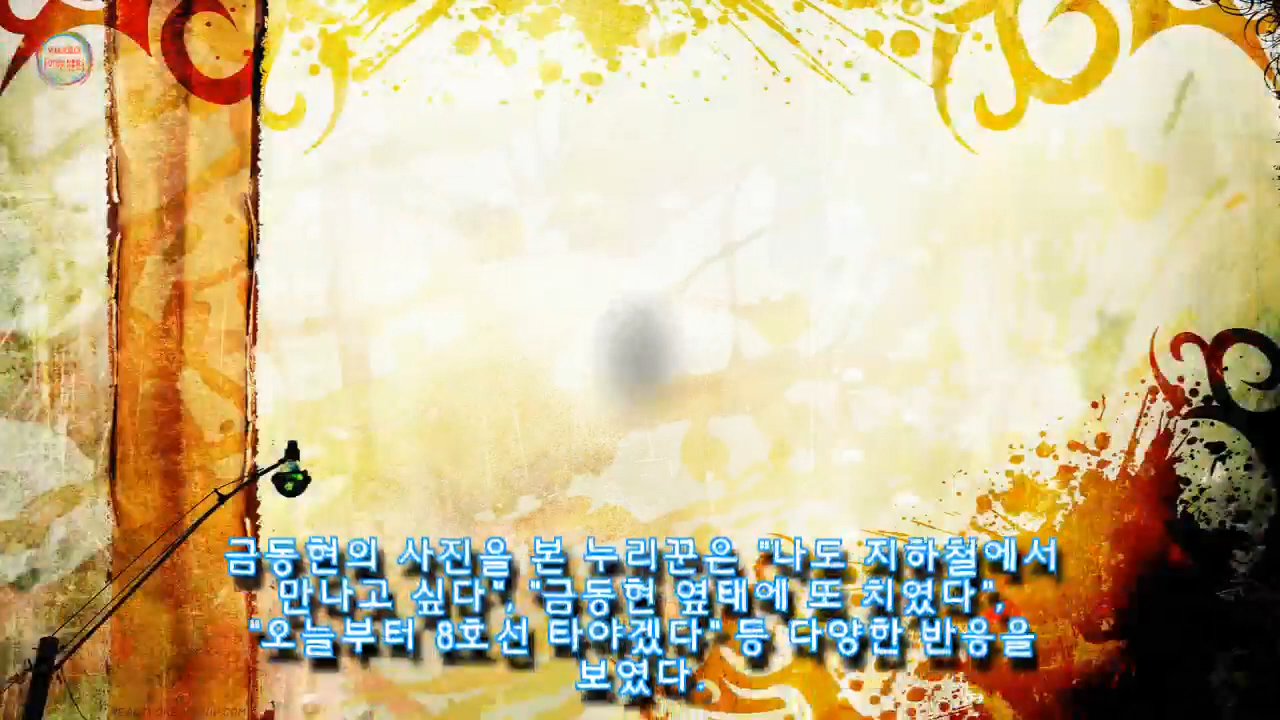 금동현의 사진을 본 누리꾼은 "나도 지하철에서
만나고 싶다", "금동현 옆태에 또 치였다",
"오늘부터 8호선 타야겠다" 등 다양한 반응을
보였다.